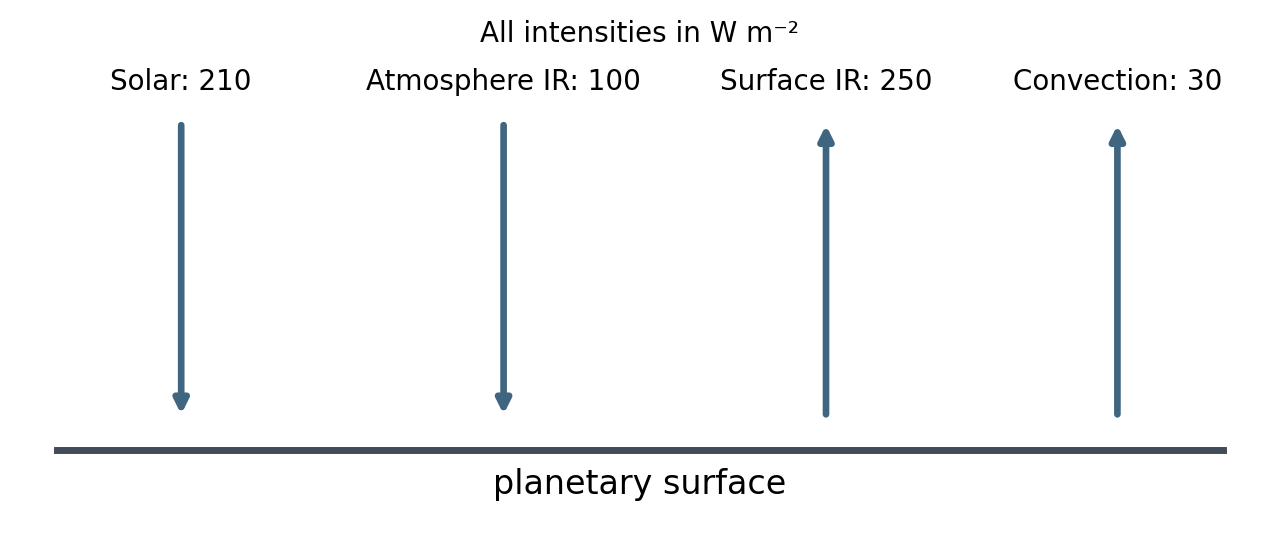 All intensities in W m⁻²
Solar: 210 Atmosphere IR: 100 Surface IR: 250 Convection: 30
planetary surface